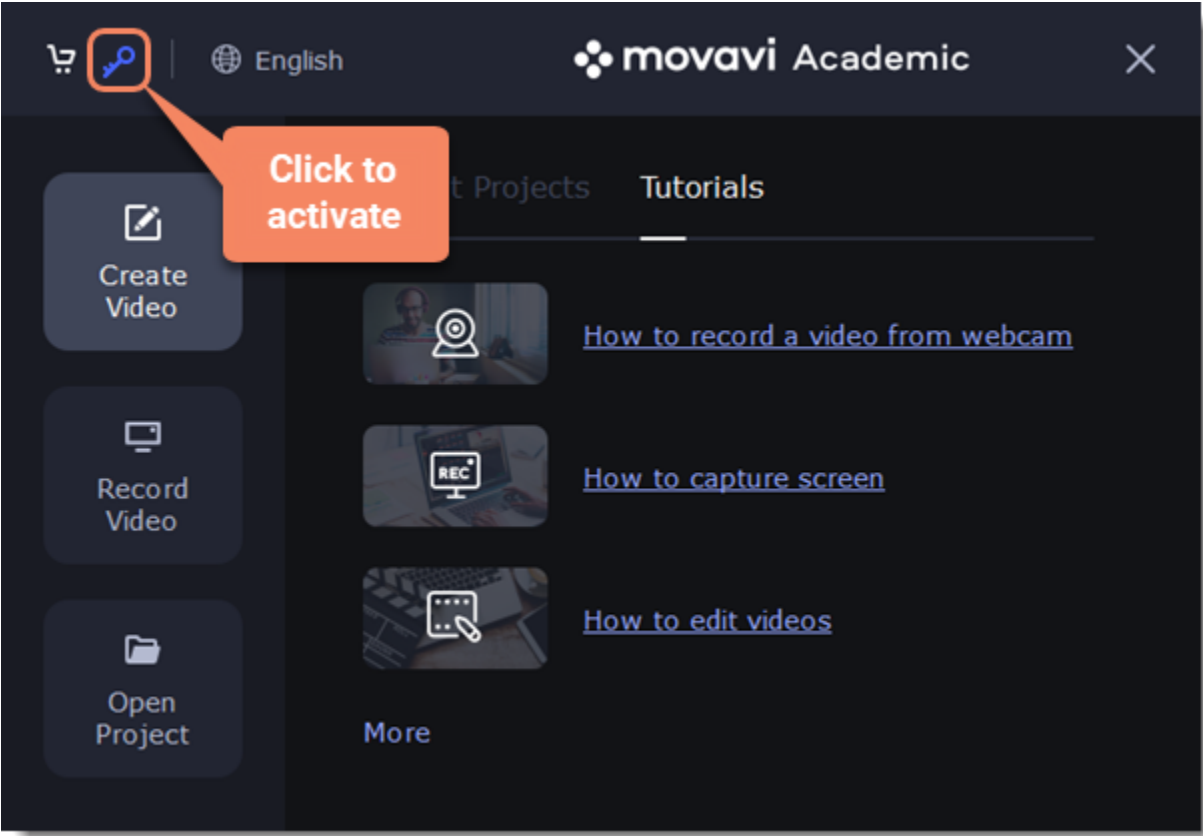 English
movavi Academic
Click to
activate
t Projects
Tutorials
Create
Video
How to record a video from webcam
REC
How to capture screen
Record
Video
How to edit videos
Open
Project
More